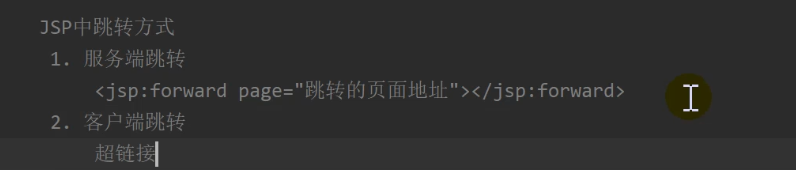 JSP中跳转方式
1. 服务端跳转
<jsp:forward page="跳转的页面地址"></jsp:forward>
2. 客户端跳转
超链接